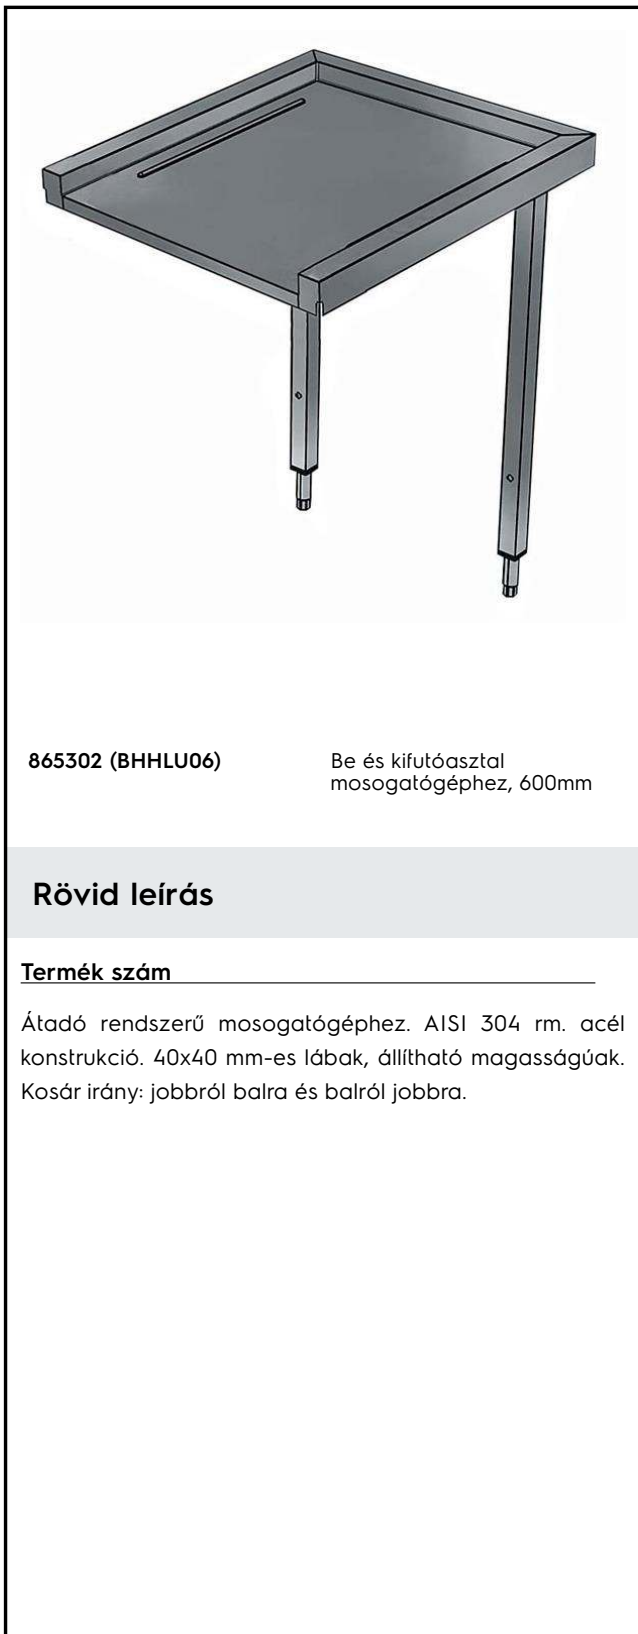 865302 (BHHLU06)
Be és kifutóasztal
mosogatógéphez, 600mm
Rövid leírás
Termék szám
Átadó rendszerű mosogatógéphez. AISI 304 rm. acél
konstrukció. 40x40 mm-es lábak, állítható magasságúak.
Kosár irány: jobbról balra és balról jobbra.